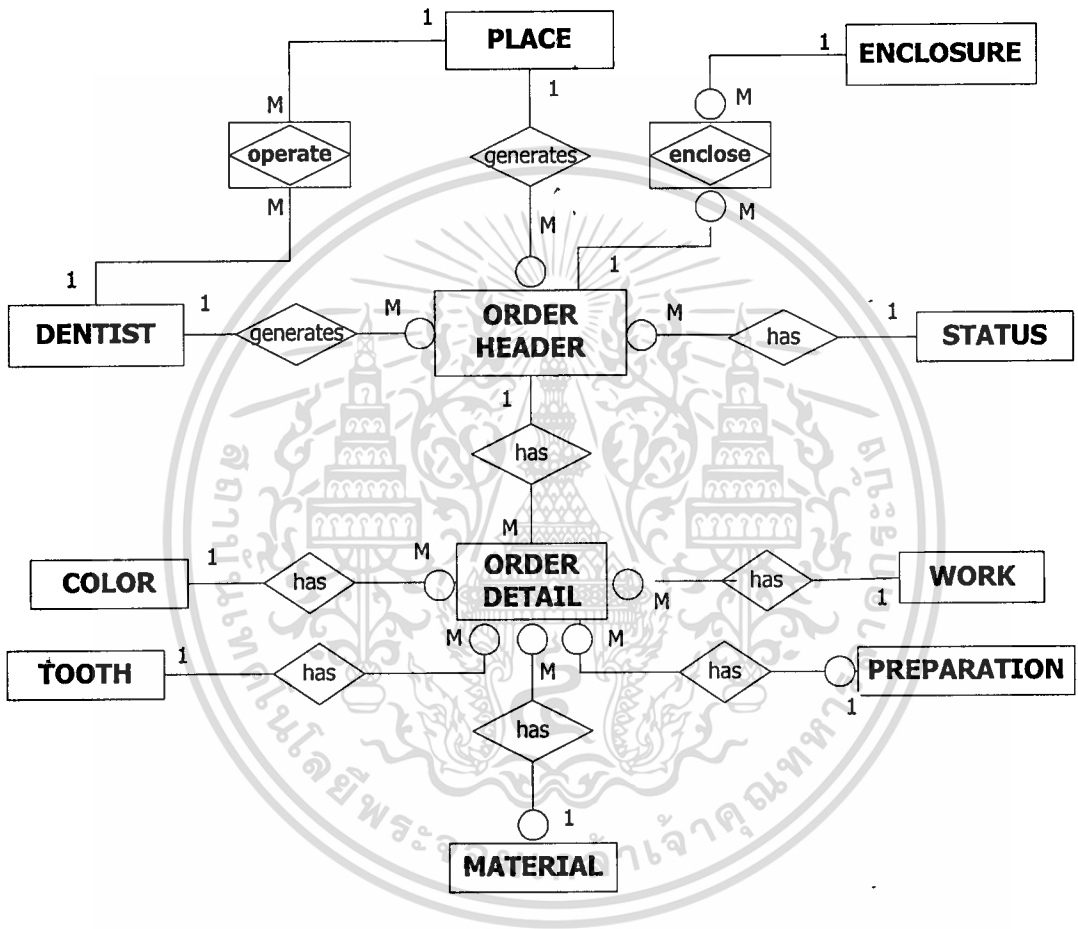 1
PLACE
1
ENCLOSURE
M
1
M
operate
generates
enclose
M
M
M
1
1
DENTIST
1
generates
M
ORDER
HEADER
M
has
1
STATUS
1
has
M
COLOR
1
has
M
ORDER
DETAIL
M
has
1
WORK
TOOTH
1
has
M
M
M
has
1
PREPARATION
has
1
MATERIAL